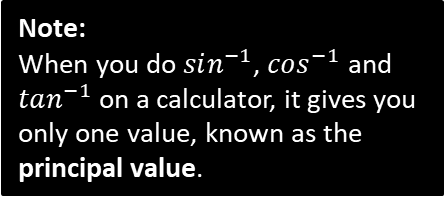 Note:
When you do sin⁻¹, cos⁻¹ and
tan⁻¹ on a calculator, it gives you
only one value, known as the
principal value.